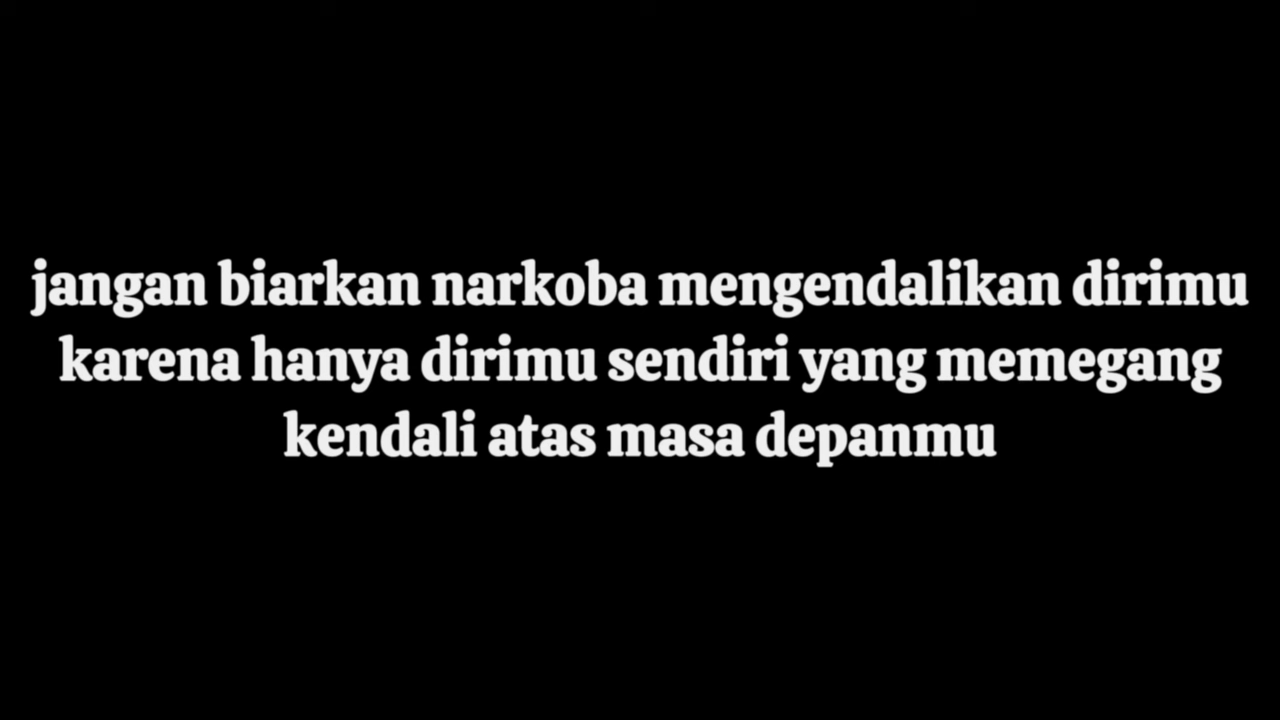 jangan biarkan narkoba mengendalikan dirimu
karena hanya dirimu sendiri yang memegang
kendali atas masa depanmu